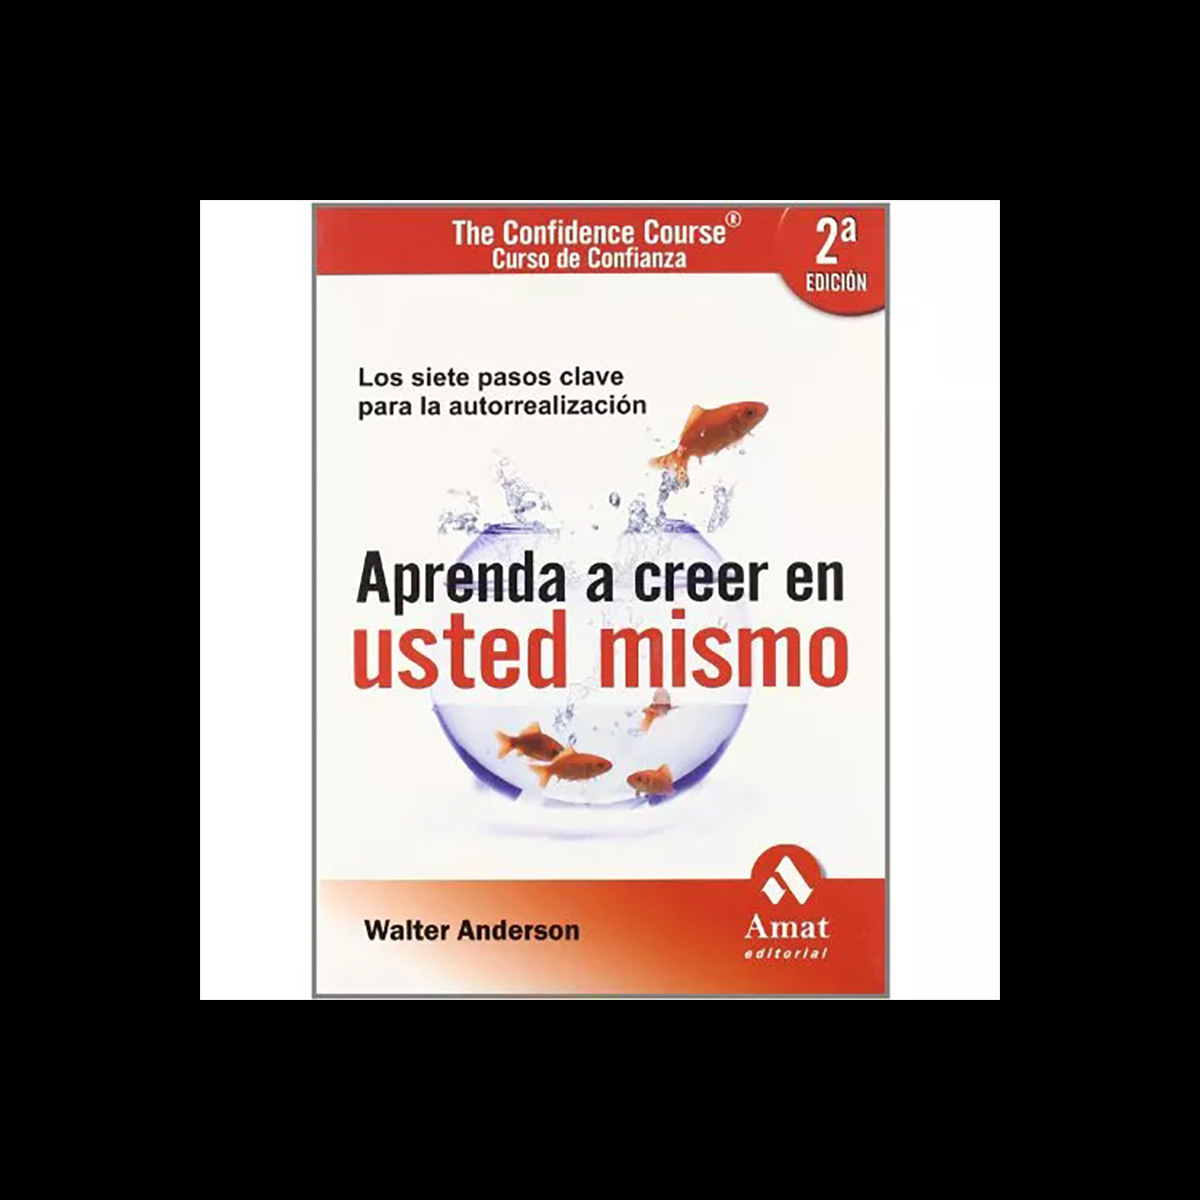 The Confidence Course®
Curso de Confianza
2ª
EDICIÓN
Los siete pasos clave
para la autorrealización
Aprenda a creer en
usted mismo
Walter Anderson
Amat
editorial